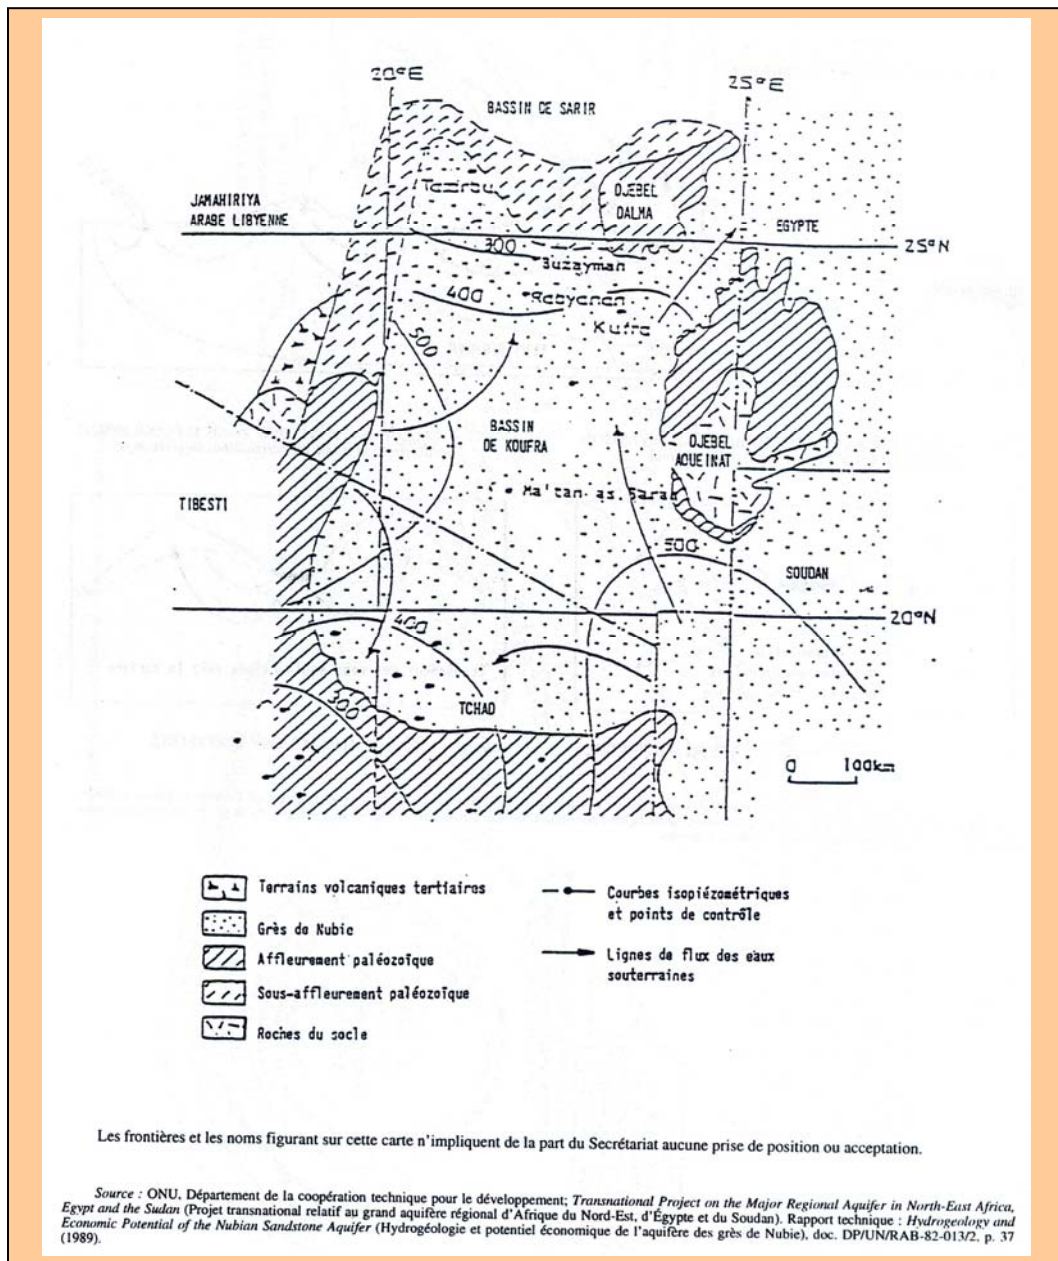 20°E
25°E
BASSIN DE SARIR
Tazirbu
DJEBEL
DALMA
JAMAHIRIYA
ARABE LIBYENNE
EGYPTE
25°N
300
Buzayman
400
Rebyanah
Kufra
500
BASSIN
DE KOUFRA
DJEBEL
AOUEINAT
TIBESTI
Ma'tan as Sarah
500
SOUDAN
20°N
400
300
TCHAD
0 100km
Terrains volcaniques tertiaires
Grès de Nubie
Affleurement paléozoïque
Sous-affleurement paléozoïque
Roches du socle
Courbes isopiézométriques
et points de contrôle
Lignes de flux des eaux
souterraines
Les frontières et les noms figurant sur cette carte n'impliquent de la part du Secrétariat aucune prise de position ou acceptation.
Source : ONU, Département de la coopération technique pour le développement; Transnational Project on the Major Regional Aquifer in North-East Africa,
Egypt and the Sudan (Projet transnational relatif au grand aquifère régional d'Afrique du Nord-Est, d'Égypte et du Soudan). Rapport technique : Hydrogeology and
Economic Potential of the Nubian Sandstone Aquifer (Hydrogéologie et potentiel économique de l'aquifère des grès de Nubie), doc. DP/UN/RAB-82-013/2, p. 37
(1989).